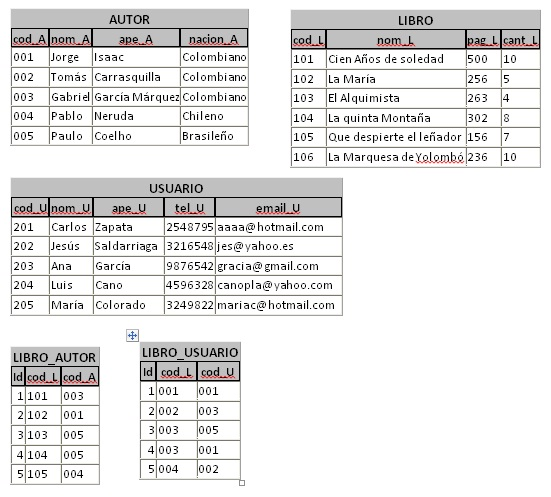 AUTOR
cod_A nom_A ape_A nacion_A
001 Jorge Isaac Colombiano
002 Tomás Carrasquilla Colombiano
003 Gabriel García Márquez Colombiano
004 Pablo Neruda Chileno
005 Paulo Coelho Brasileño
LIBRO
cod_L nom_L pag_L cant_L
101 Cien Años de soledad 500 10
102 La María 256 5
103 El Alquimista 263 4
104 La quinta Montaña 302 8
105 Que despierte el leñador 156 7
106 La Marquesa de Yolombó 236 10
USUARIO
cod_U nom_U ape_U tel_U email_U
201 Carlos Zapata 2548795 aaaa@hotmail.com
202 Jesús Saldarriaga 3216548 jes@yahoo.es
203 Ana García 9876542 gracia@gmail.com
204 Luis Cano 4596328 canopla@yahoo.com
205 María Colorado 3249822 mariac@hotmail.com
LIBRO_AUTOR
Id cod_L cod_A
1 101 003
2 102 001
3 103 005
4 104 005
5 105 004
LIBRO_USUARIO
Id cod_L cod_U
1 001 001
2 002 003
3 003 005
4 003 001
5 004 002